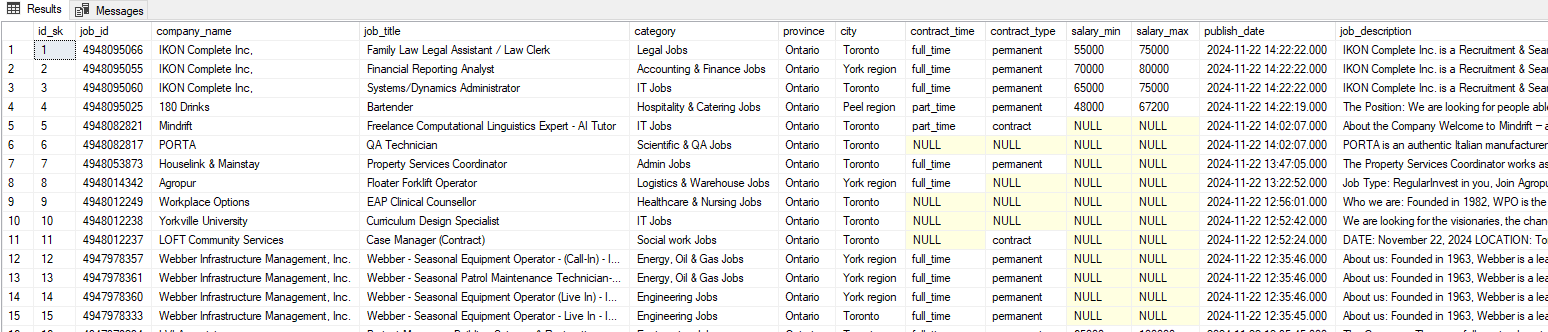 Results Messages
id_sk job_id company_name job_title category province city contract_time contract_type salary_min salary_max publish_date job_description
1 1 4948095066 IKON Complete Inc, Family Law Legal Assistant / Law Clerk Legal Jobs Ontario Toronto full_time permanent 55000 75000 2024-11-22 14:22:22.000 IKON Complete Inc. is a Recruitment & Sear
2 2 4948095055 IKON Complete Inc, Financial Reporting Analyst Accounting & Finance Jobs Ontario York region full_time permanent 70000 80000 2024-11-22 14:22:22.000 IKON Complete Inc. is a Recruitment & Sear
3 3 4948095060 IKON Complete Inc, Systems/Dynamics Administrator IT Jobs Ontario Toronto full_time permanent 65000 75000 2024-11-22 14:22:22.000 IKON Complete Inc. is a Recruitment & Sear
4 4 4948095025 180 Drinks Bartender Hospitality & Catering Jobs Ontario Peel region part_time permanent 48000 67200 2024-11-22 14:22:19.000 The Position: We are looking for people able
5 5 4948082821 Mindrift Freelance Computational Linguistics Expert - AI Tutor IT Jobs Ontario Toronto part_time contract NULL NULL 2024-11-22 14:02:07.000 About the Company Welcome to Mindrift – a
6 6 4948082817 PORTA QA Technician Scientific & QA Jobs Ontario Toronto NULL NULL NULL NULL 2024-11-22 14:02:07.000 PORTA is an authentic Italian manufacturer
7 7 4948053873 Houselink & Mainstay Property Services Coordinator Admin Jobs Ontario Toronto full_time permanent NULL NULL 2024-11-22 13:47:05.000 The Property Services Coordinator works as
8 8 4948014342 Agropur Floater Forklift Operator Logistics & Warehouse Jobs Ontario York region full_time NULL NULL NULL 2024-11-22 13:22:52.000 Job Type: RegularInvest in you, Join Agropu
9 9 4948012249 Workplace Options EAP Clinical Counsellor Healthcare & Nursing Jobs Ontario Toronto NULL NULL NULL NULL 2024-11-22 12:56:01.000 Who we are: Founded in 1982, WPO is the
10 10 4948012238 Yorkville University Curriculum Design Specialist IT Jobs Ontario Toronto NULL NULL NULL NULL 2024-11-22 12:52:42.000 We are looking for the visionaries, the chan
11 11 4948012237 LOFT Community Services Case Manager (Contract) Social work Jobs Ontario Toronto NULL contract NULL NULL 2024-11-22 12:52:24.000 DATE: November 22, 2024 LOCATION: To
12 12 4947978357 Webber Infrastructure Management, Inc. Webber - Seasonal Equipment Operator - (Call-In) - I... Energy, Oil & Gas Jobs Ontario York region full_time permanent NULL NULL 2024-11-22 12:35:46.000 About us: Founded in 1963, Webber is a lea
13 13 4947978361 Webber Infrastructure Management, Inc. Webber - Seasonal Patrol Maintenance Technician-... Energy, Oil & Gas Jobs Ontario Toronto full_time permanent NULL NULL 2024-11-22 12:35:46.000 About us: Founded in 1963, Webber is a lea
14 14 4947978360 Webber Infrastructure Management, Inc. Webber - Seasonal Equipment Operator (Live In) - I... Engineering Jobs Ontario York region full_time permanent NULL NULL 2024-11-22 12:35:46.000 About us: Founded in 1963, Webber is a lea
15 15 4947978333 Webber Infrastructure Management, Inc. Webber - Seasonal Equipment Operator - Live In - I... Engineering Jobs Ontario Toronto full_time permanent NULL NULL 2024-11-22 12:35:45.000 About us: Founded in 1963, Webber is a lea